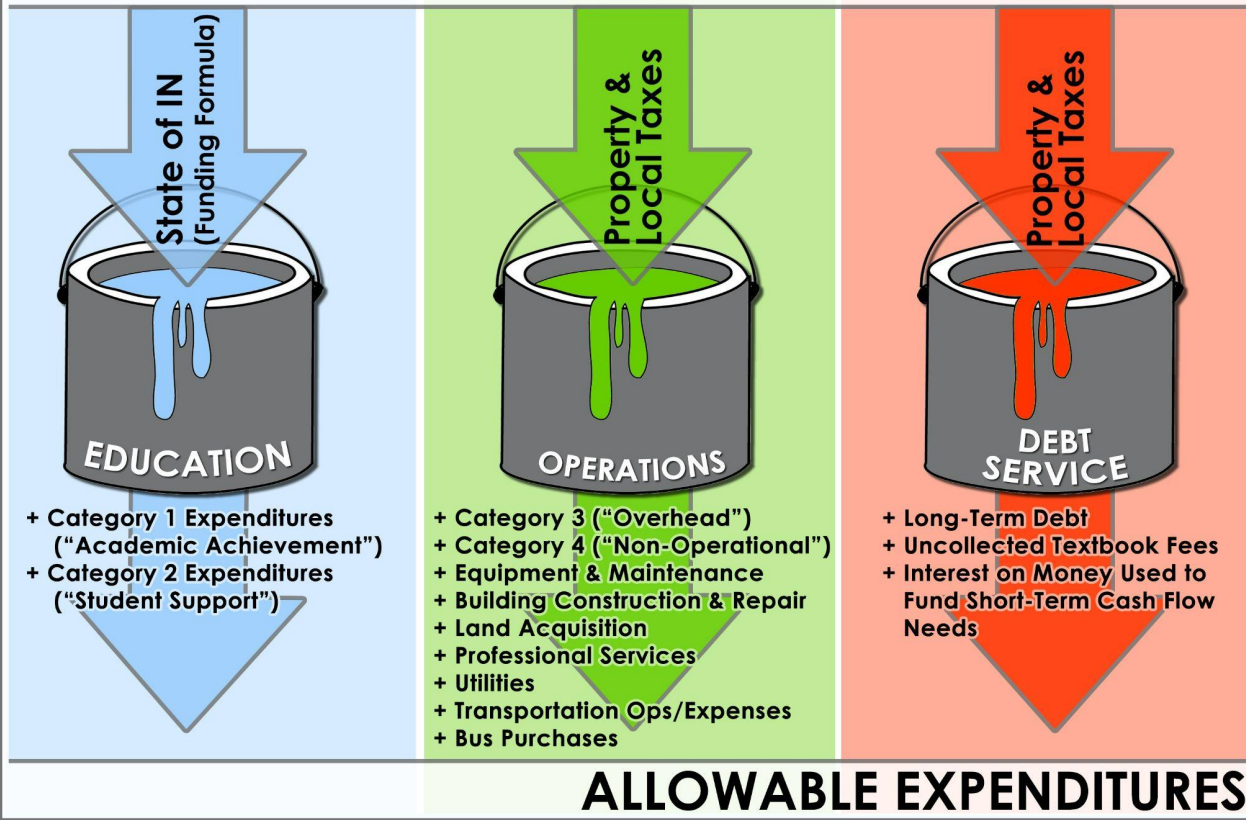 State of IN
(Funding Formula)
EDUCATION
+ Category 1 Expenditures
(“Academic Achievement”)
+ Category 2 Expenditures
(“Student Support”)
Property &
Local Taxes
OPERATIONS
+ Category 3 (“Overhead”)
+ Category 4 (“Non-Operational”)
+ Equipment & Maintenance
+ Building Construction & Repair
+ Land Acquisition
+ Professional Services
+ Utilities
+ Transportation Ops/Expenses
+ Bus Purchases
Property &
Local Taxes
DEBT
SERVICE
+ Long-Term Debt
+ Uncollected Textbook Fees
+ Interest on Money Used to
Fund Short-Term Cash Flow
Needs
ALLOWABLE EXPENDITURES